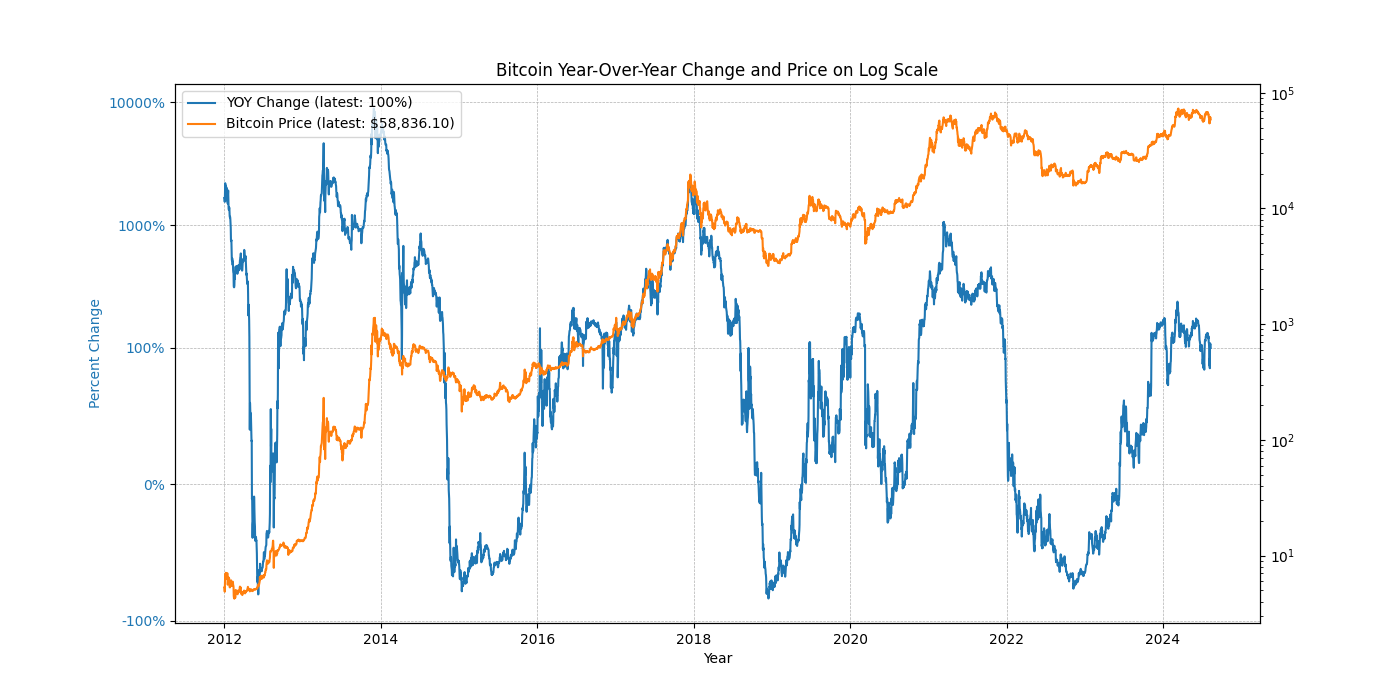 Bitcoin Year-Over-Year Change and Price on Log Scale
YOY Change (latest: 100%)
Bitcoin Price (latest: $58,836.10)
Percent Change
10000%
1000%
100%
0%
-100%
10⁵
10⁴
10³
10²
10¹
2012 2014 2016 2018 2020 2022 2024
Year